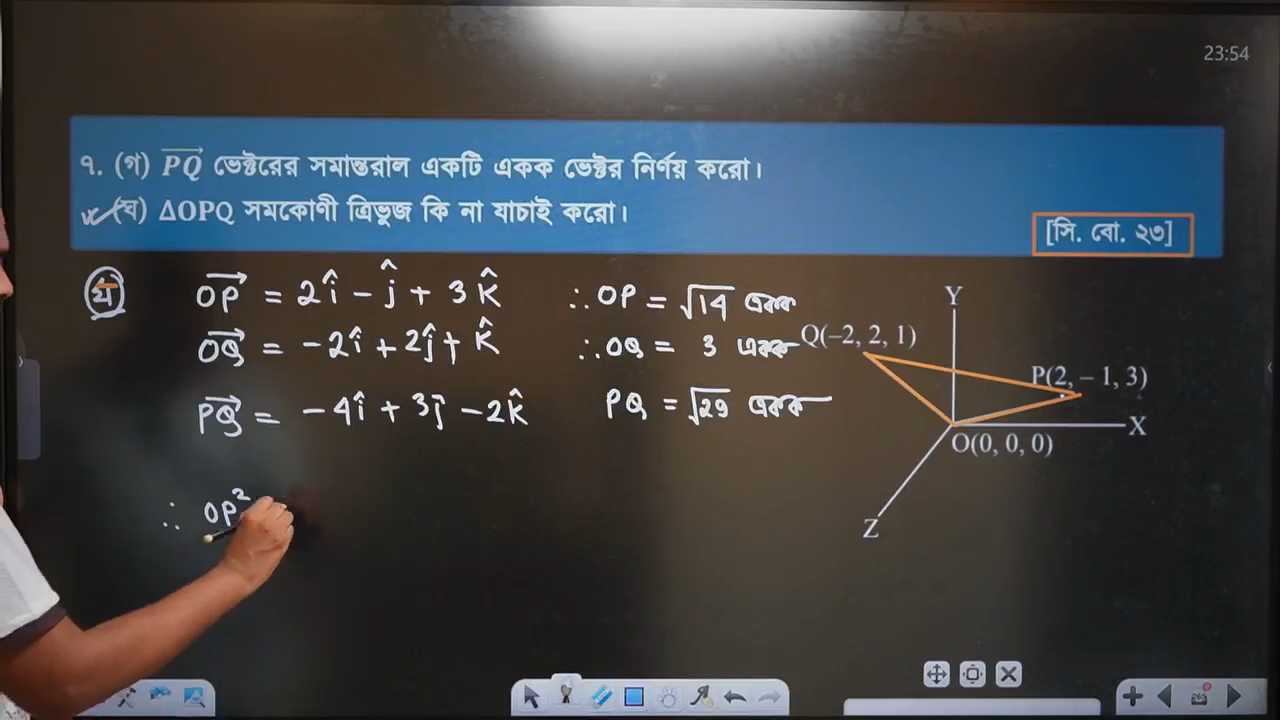 23:54
৭. (গ) \overrightarrow{PQ} ভেক্টরের সমান্তরাল একটি একক ভেক্টর নির্ণয় করো।
(ঘ) ΔOPQ সমকোণী ত্রিভুজ কি না যাচাই করো।
[সি. বো. ২৩]
ঘ \overrightarrow{OP} = 2î - ĵ + 3k̂ ∴ OP = √14 একক
\overrightarrow{OQ} = -2î + 2ĵ + k̂ ∴ OQ = 3 একক
\overrightarrow{PQ} = -4î + 3ĵ - 2k̂ PQ = √29 একক
∴ OP²
Y
Q(−2, 2, 1)
P(2, − 1, 3)
X
O(0, 0, 0)
Z